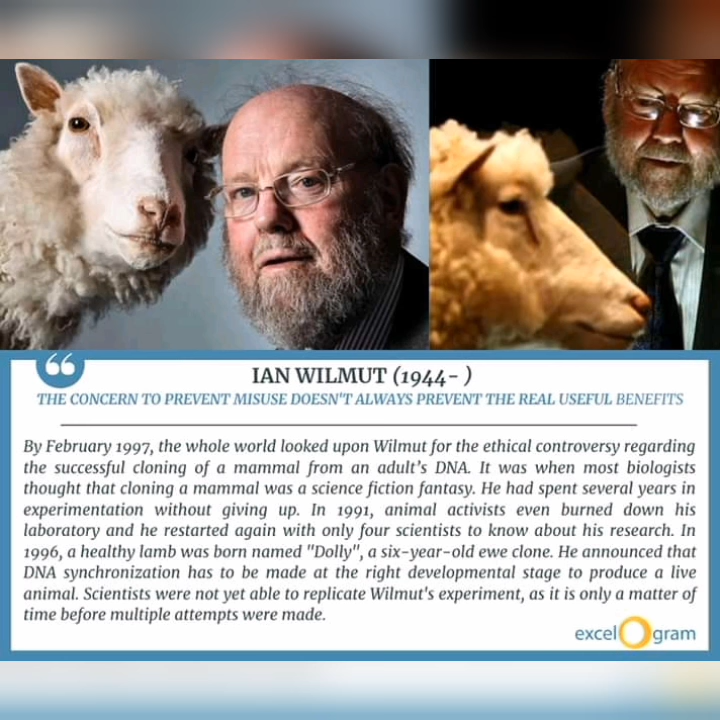 IAN WILMUT (1944- )
THE CONCERN TO PREVENT MISUSE DOESN'T ALWAYS PREVENT THE REAL USEFUL BENEFITS
By February 1997, the whole world looked upon Wilmut for the ethical controversy regarding
the successful cloning of a mammal from an adult's DNA. It was when most biologists
thought that cloning a mammal was a science fiction fantasy. He had spent several years in
experimentation without giving up. In 1991, animal activists even burned down his
laboratory and he restarted again with only four scientists to know about his research. In
1996, a healthy lamb was born named "Dolly", a six-year-old ewe clone. He announced that
DNA synchronization has to be made at the right developmental stage to produce a live
animal. Scientists were not yet able to replicate Wilmut's experiment, as it is only a matter of
time before multiple attempts were made.
excelOgram